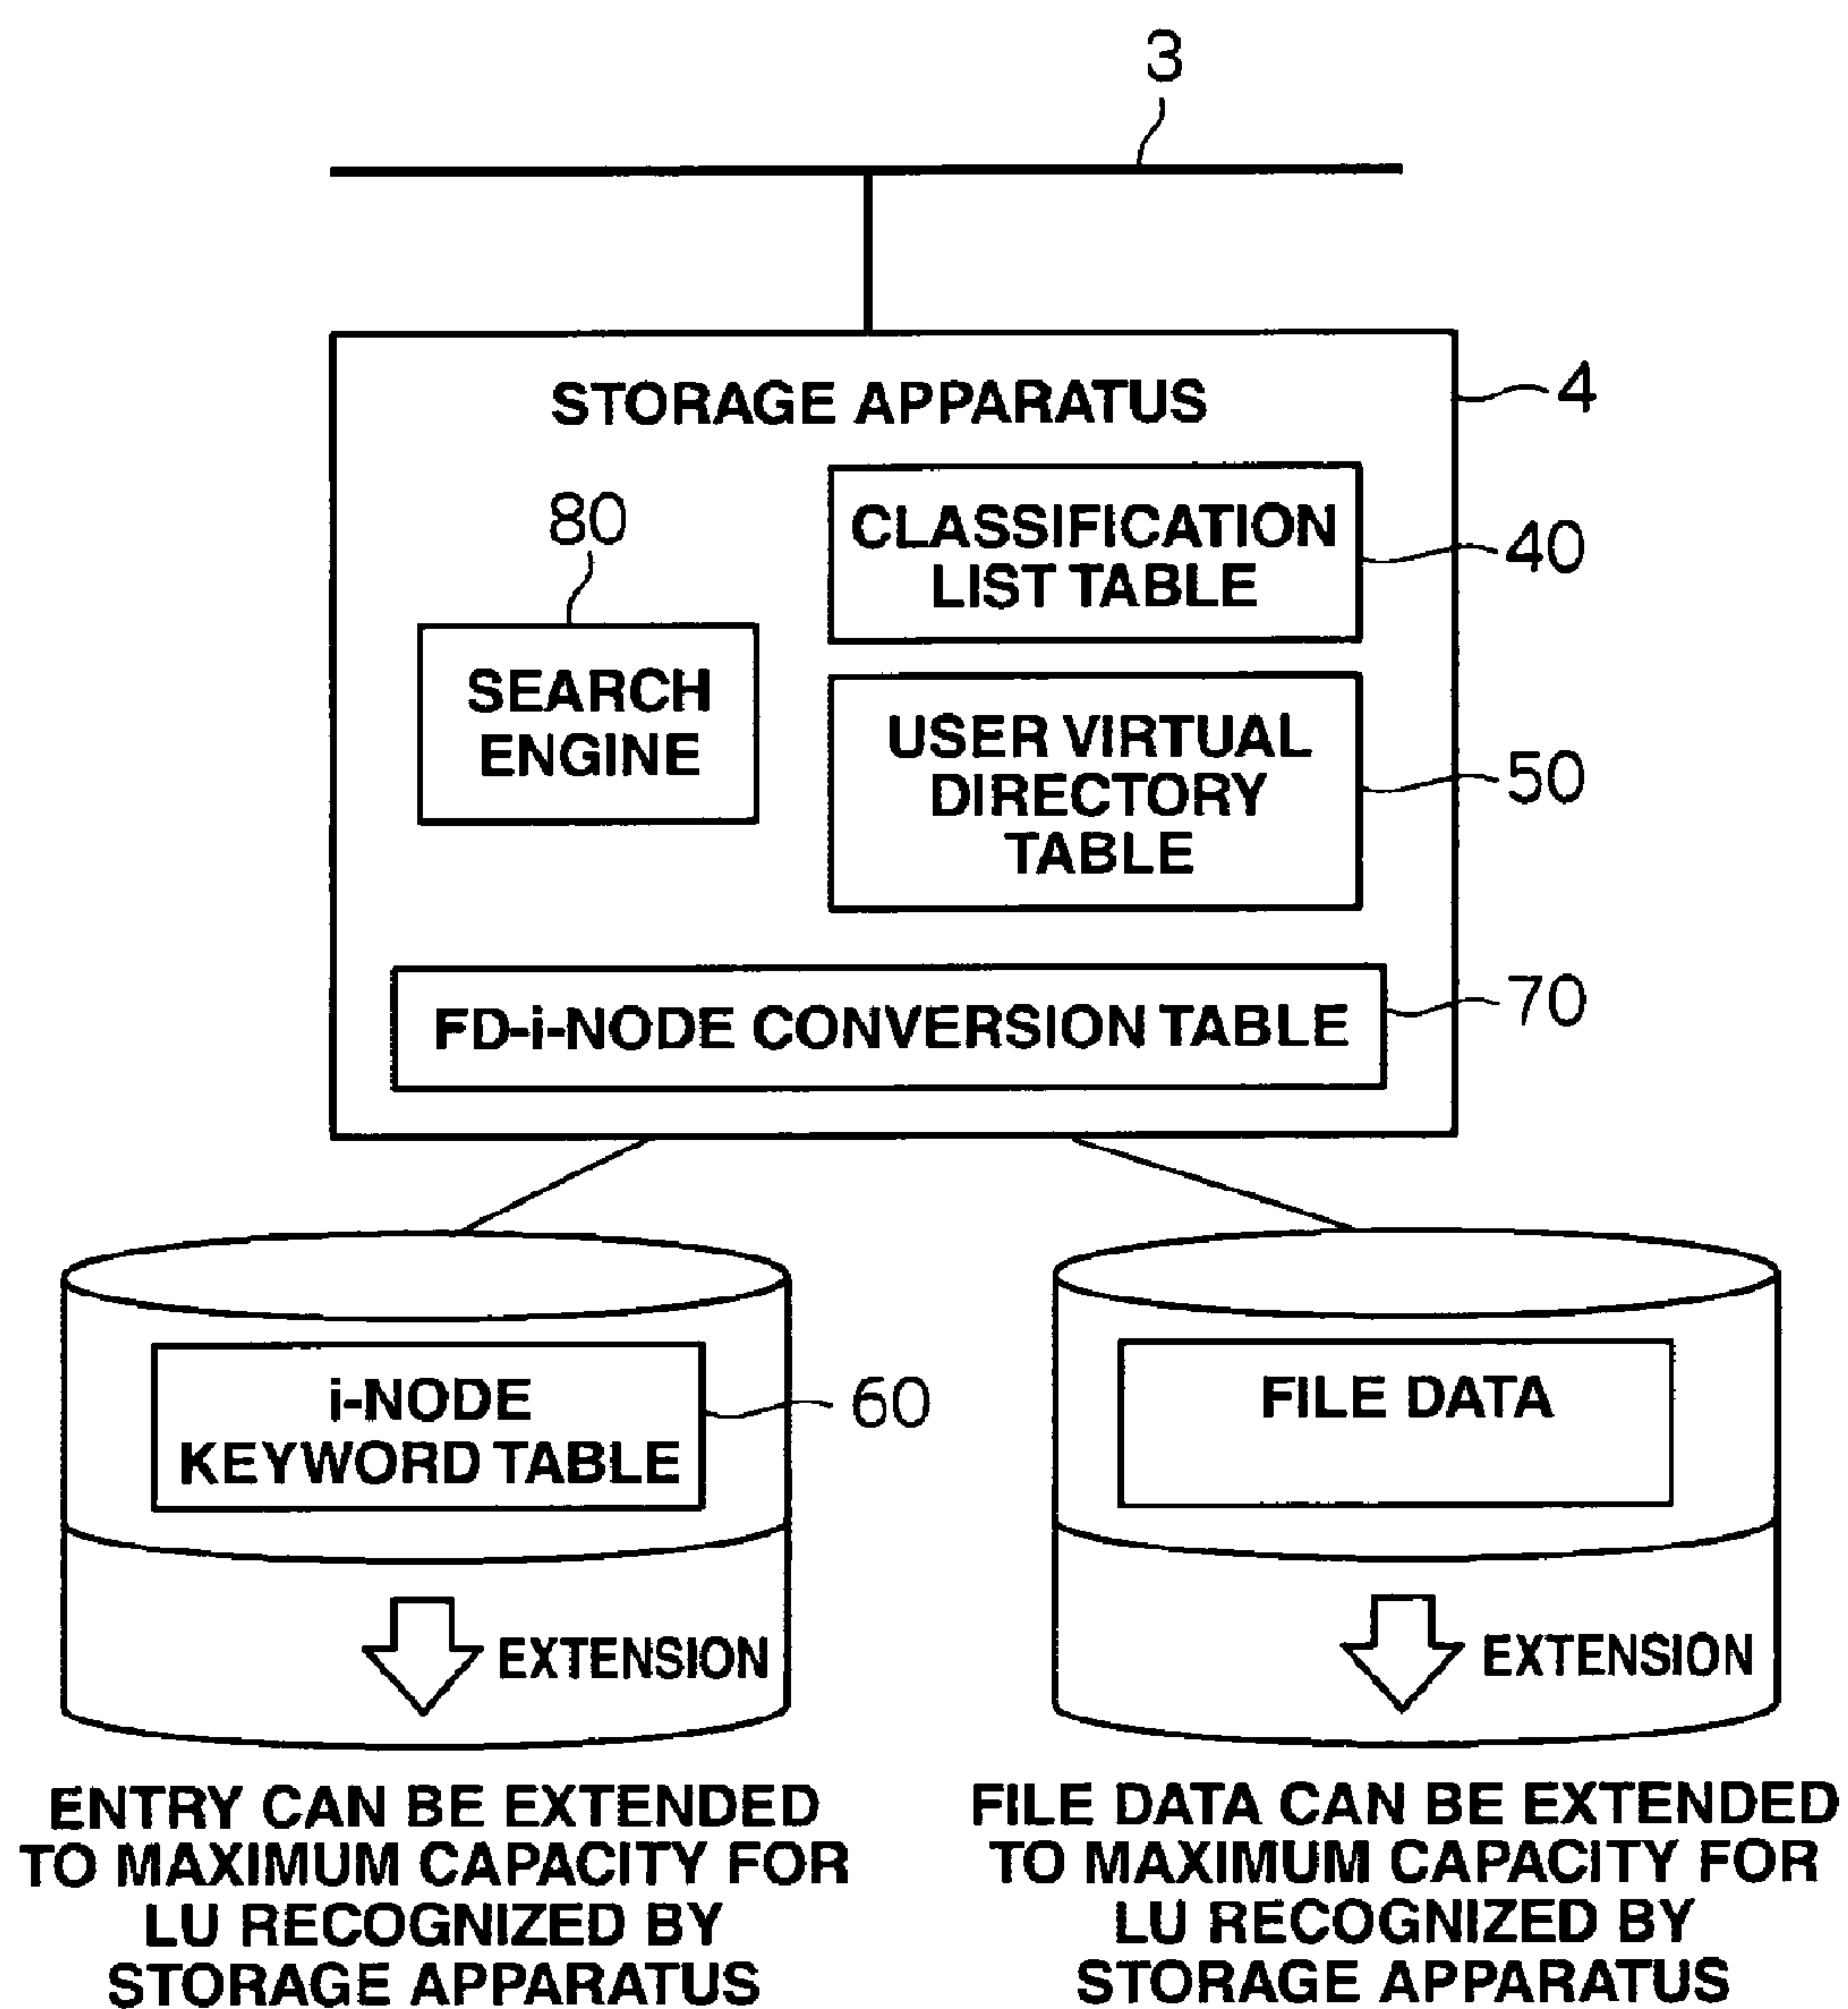 3
STORAGE APPARATUS
4
80
CLASSIFICATION
LIST TABLE
40
SEARCH
ENGINE
USER VIRTUAL
DIRECTORY
TABLE
50
FD-i-NODE CONVERSION TABLE
70
i-NODE
KEYWORD TABLE
60
FILE DATA
EXTENSION
EXTENSION
ENTRY CAN BE EXTENDED
TO MAXIMUM CAPACITY FOR
LU RECOGNIZED BY
STORAGE APPARATUS
FILE DATA CAN BE EXTENDED
TO MAXIMUM CAPACITY FOR
LU RECOGNIZED BY
STORAGE APPARATUS